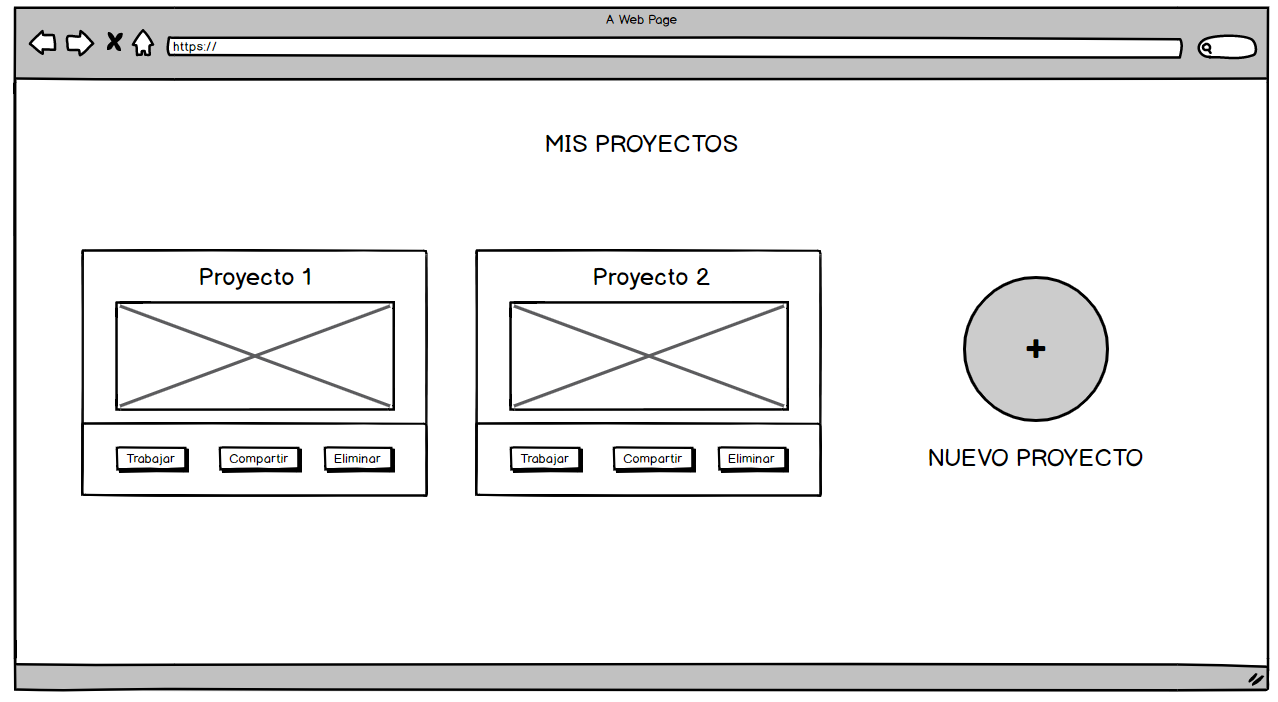 A Web Page
https://
MIS PROYECTOS
Proyecto 1
Trabajar
Compartir
Eliminar
Proyecto 2
Trabajar
Compartir
Eliminar
+
NUEVO PROYECTO